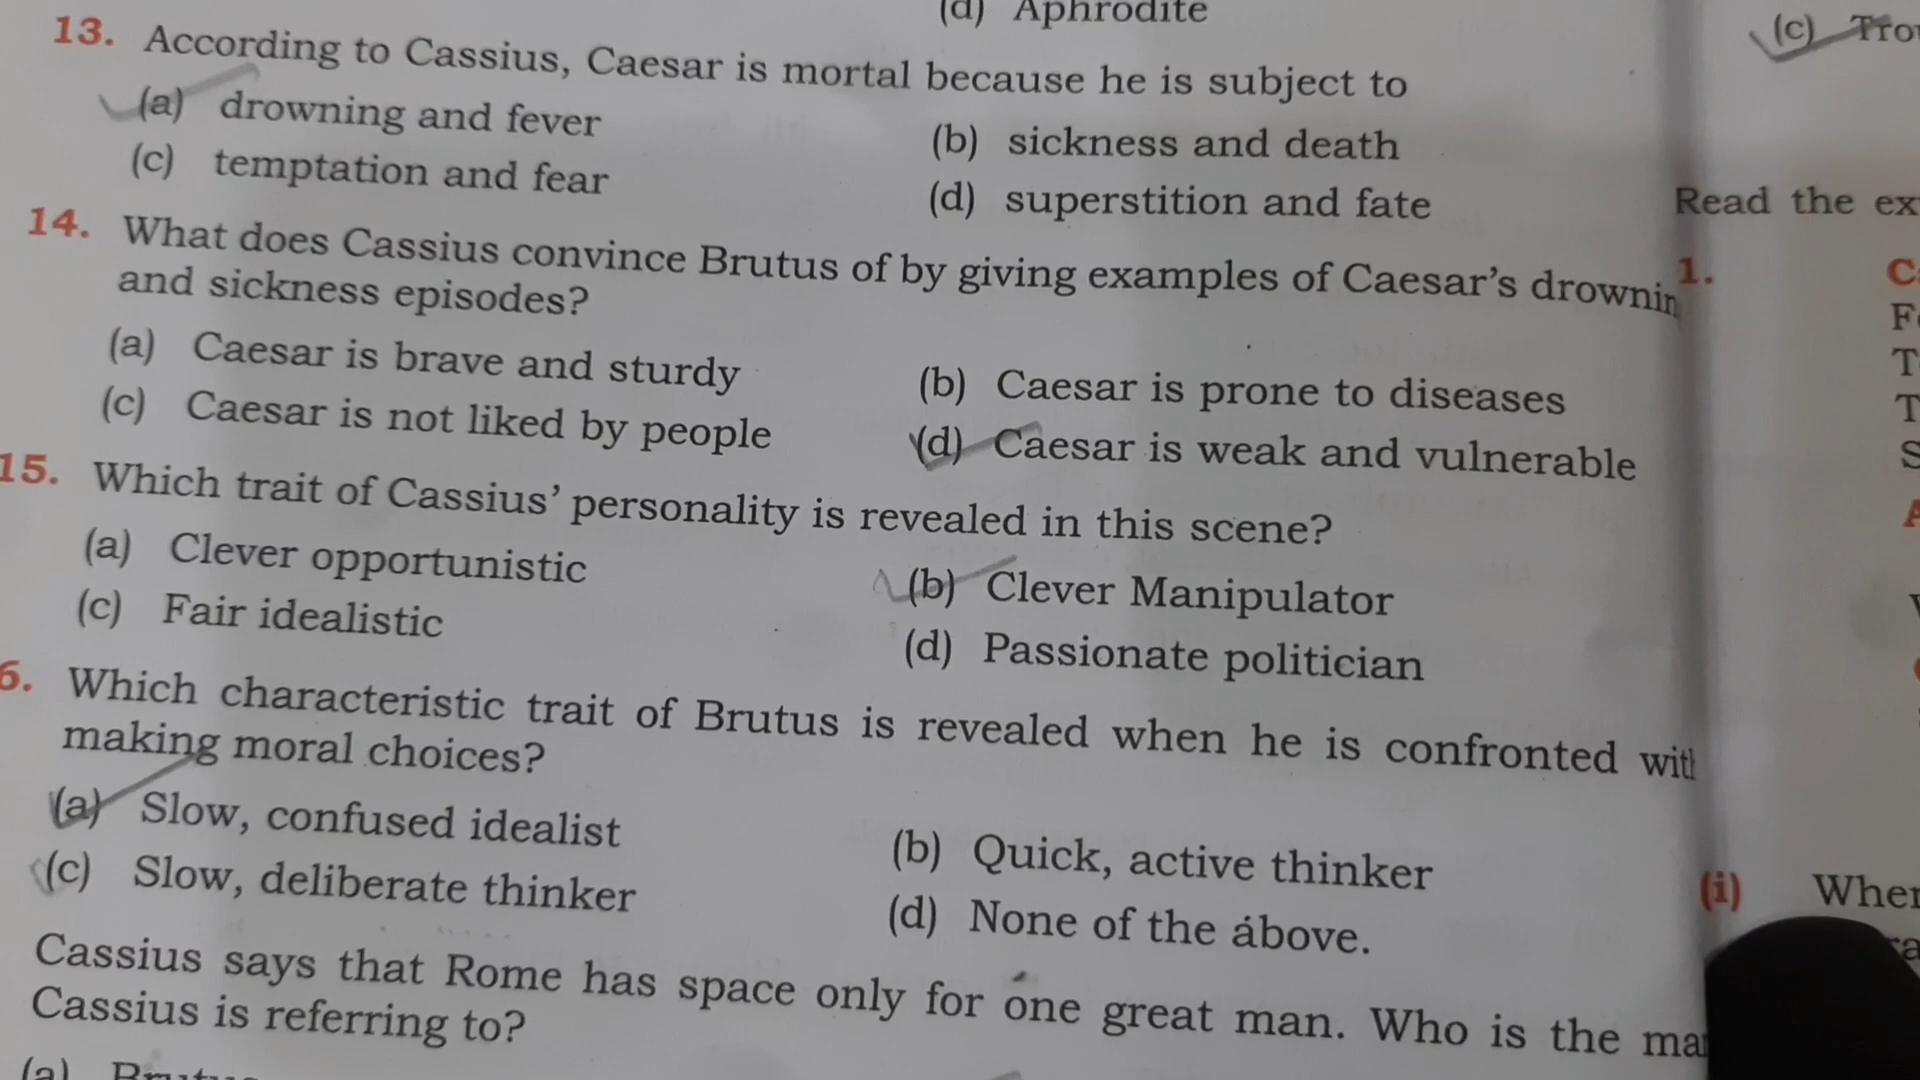 (d) Aphrodite
13. According to Cassius, Caesar is mortal because he is subject to
(a) drowning and fever
(b) sickness and death
(c) temptation and fear
(d) superstition and fate
14. What does Cassius convince Brutus of by giving examples of Caesar's drownin
and sickness episodes?
(a) Caesar is brave and sturdy
(b) Caesar is prone to diseases
(c) Caesar is not liked by people
(d) Caesar is weak and vulnerable
15. Which trait of Cassius' personality is revealed in this scene?
(a) Clever opportunistic
(b) Clever Manipulator
(c) Fair idealistic
(d) Passionate politician
6. Which characteristic trait of Brutus is revealed when he is confronted with
making moral choices?
(a) Slow, confused idealist
(b) Quick, active thinker
(c) Slow, deliberate thinker
(d) None of the above.
Cassius says that Rome has space only for one great man. Who is the ma
Cassius is referring to?
(a) Brutus
(c) Tro
Read the ex
1. C
F
T
T
S
A
(i) Wher